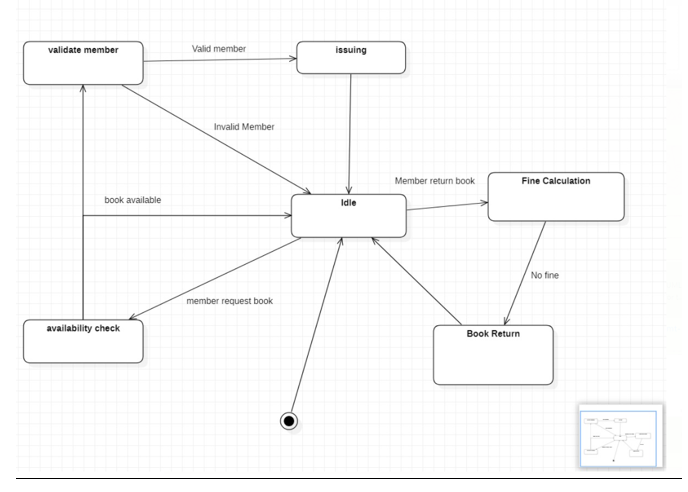 validate member
Valid member
issuing
Invalid Member
Member return book
Fine Calculation
book available
Idle
No fine
member request book
availability check
Book Return